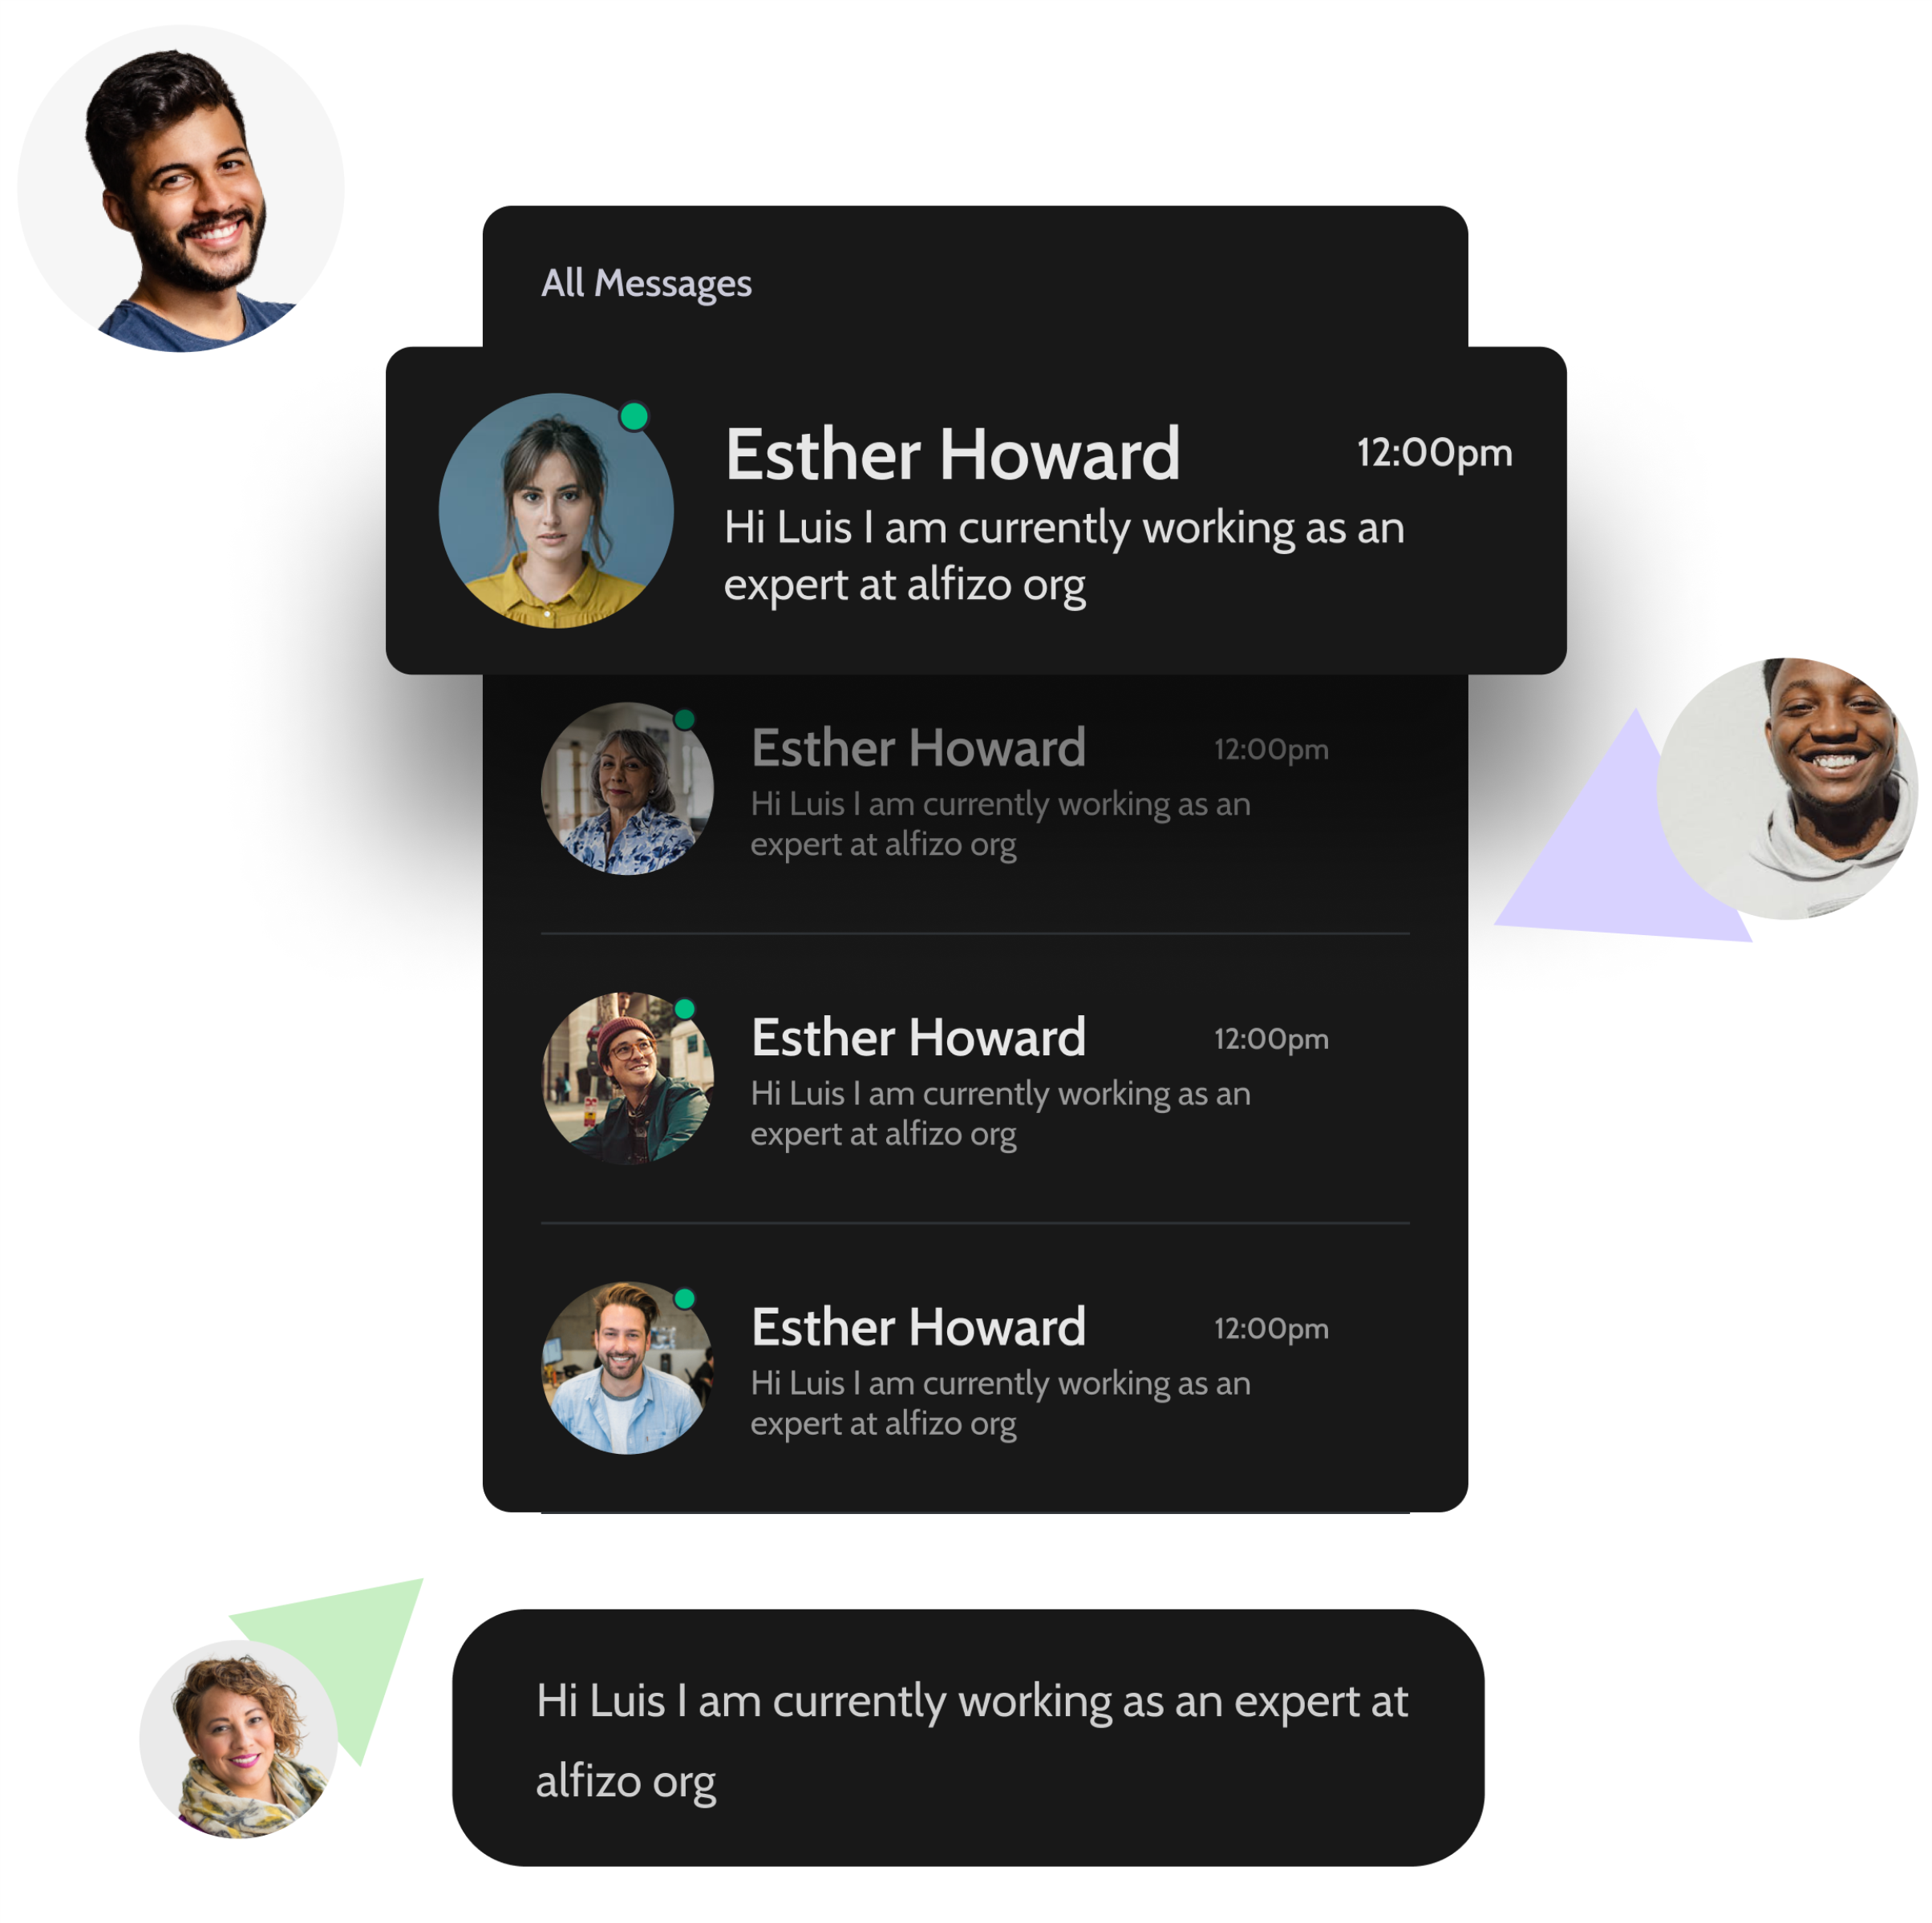 All Messages
Esther Howard
12:00pm
Hi Luis I am currently working as an
expert at alfizo org
Esther Howard
12:00pm
Hi Luis I am currently working as an
expert at alfizo org
Esther Howard
12:00pm
Hi Luis I am currently working as an
expert at alfizo org
Esther Howard
12:00pm
Hi Luis I am currently working as an
expert at alfizo org
Hi Luis I am currently working as an expert at
alfizo org